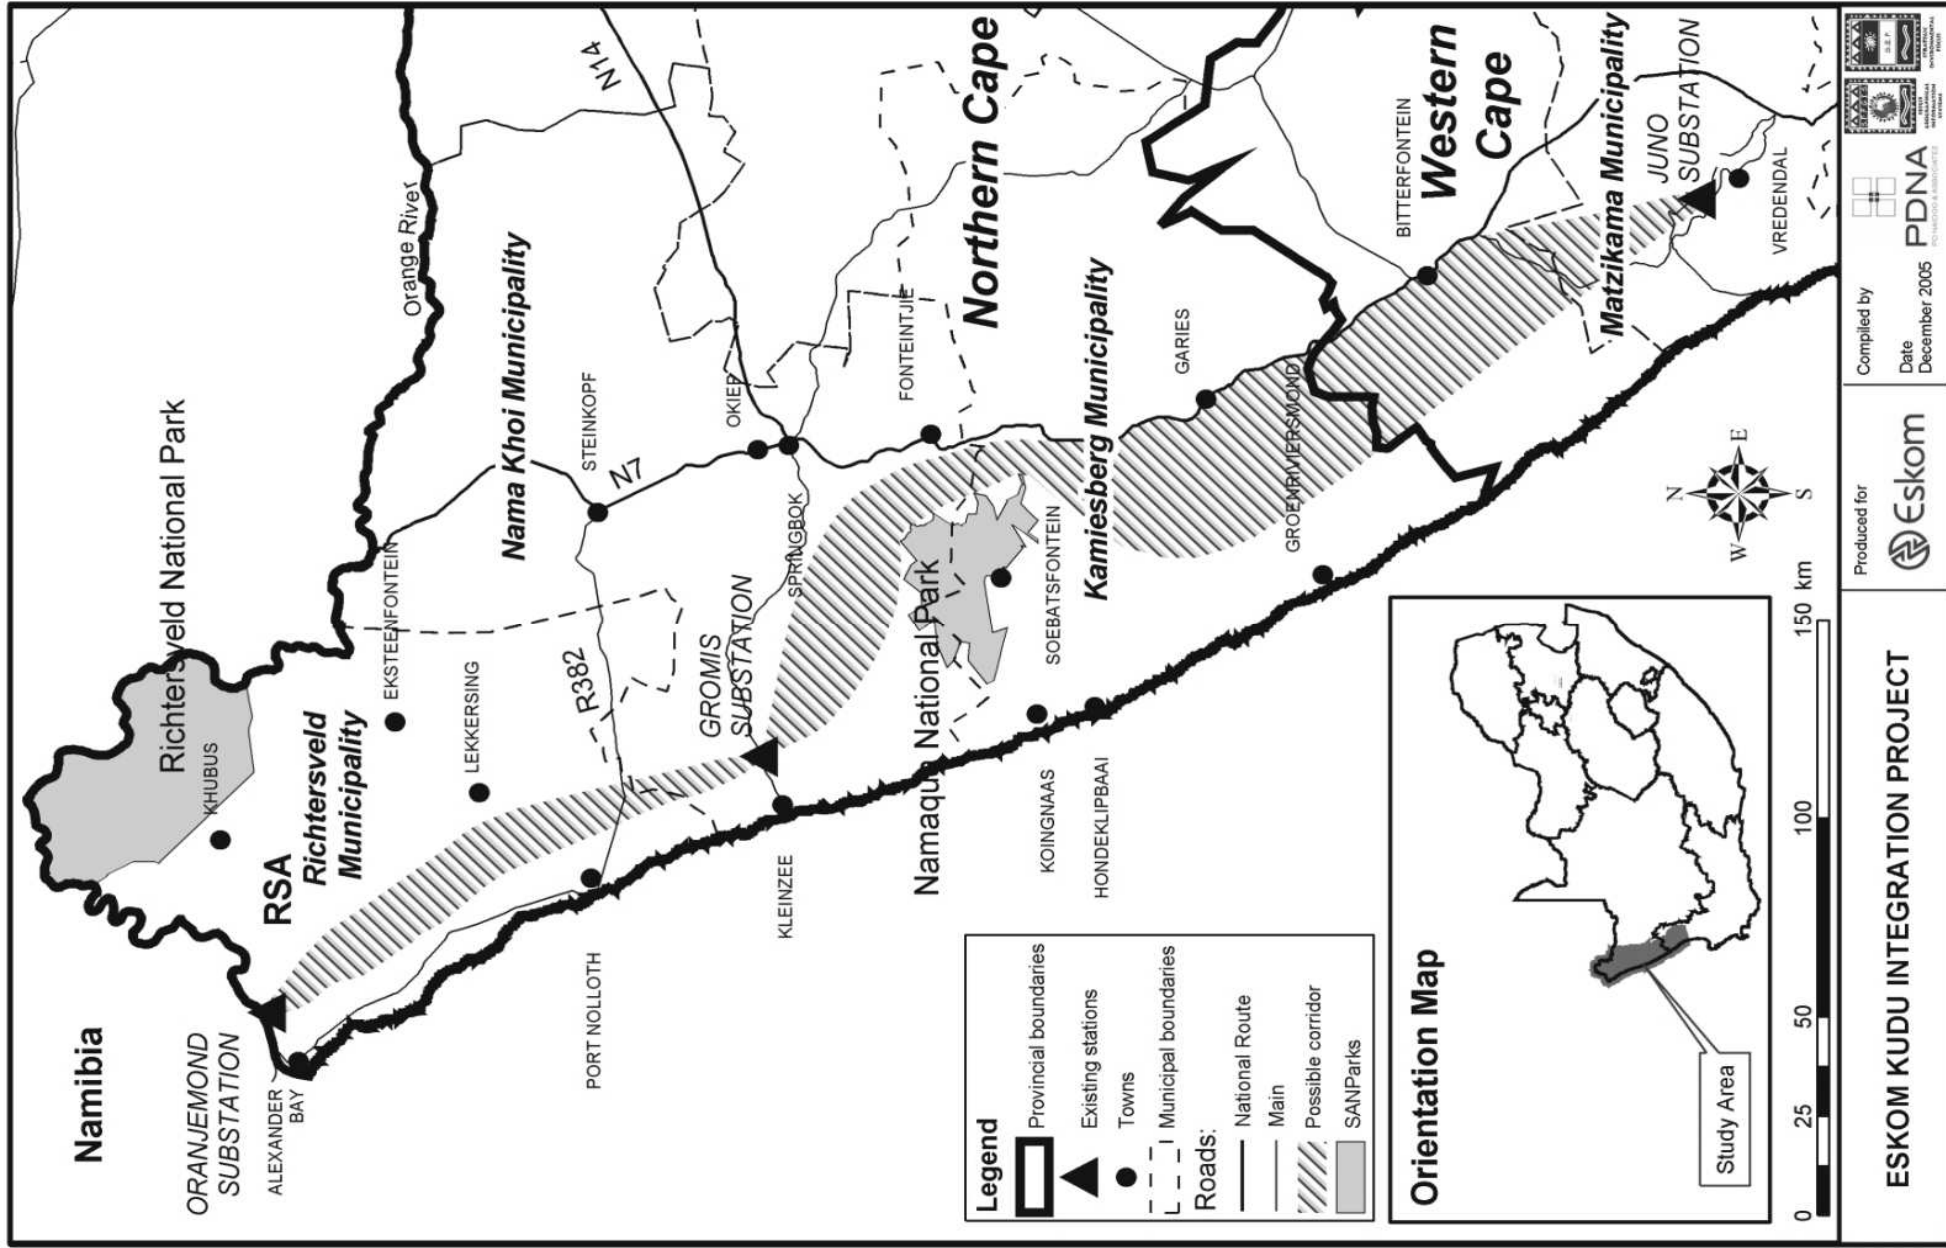 Namibia
ORANJEMOND
SUBSTATION
ALEXANDER
BAY
RSA
Richtersveld
Municipality
Richtersveld National Park
KHUBUS
LEKKERSING
EKSTEENFONTEIN
Orange River
PORT NOLLOTH
R382
Nama Khoi Municipality
STEINKOPF
N7
N14
GROMIS
SUBSTATION
KLEINZEE
SPRINGBOK
OKIEP
Namaqua National Park
FONTEINTJIE
KOINGNAAS
HONDEKLIPBAAI
SOEBATSFONTEIN
Northern Cape
Kamiesberg Municipality
GARIES
GROENRIVIERSMOND
BITTERFONTEIN
Western
Cape
Matzikama Municipality
JUNO
SUBSTATION
VREDENDAL
N
W
E
S
Legend
Provincial boundaries
Existing stations
Towns
Municipal boundaries
Roads:
National Route
Main
Possible corridor
SANParks
Orientation Map
Study Area
0
25
50
100
150 km
ESKOM KUDU INTEGRATION PROJECT
Produced for
Eskom
Compiled by
PDNA
Date
December 2005